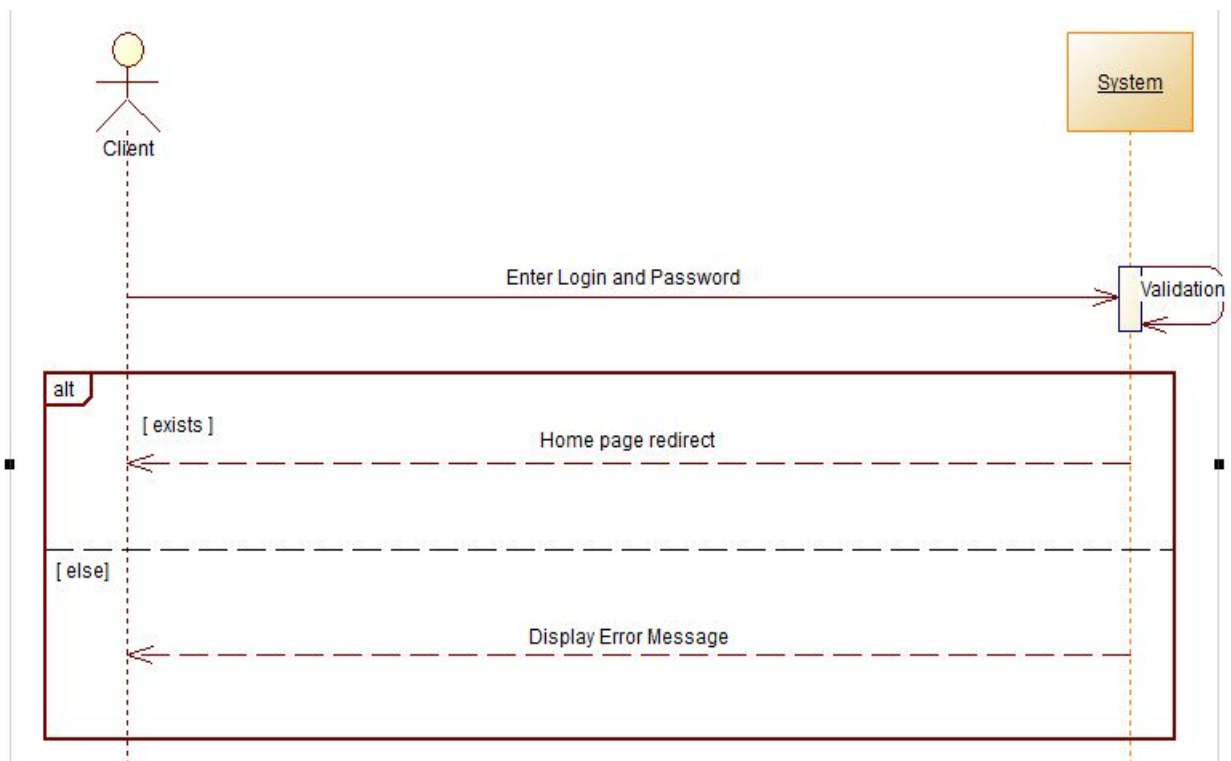 System
Client
Enter Login and Password
Validation
alt
[ exists ]
Home page redirect
[ else]
Display Error Message